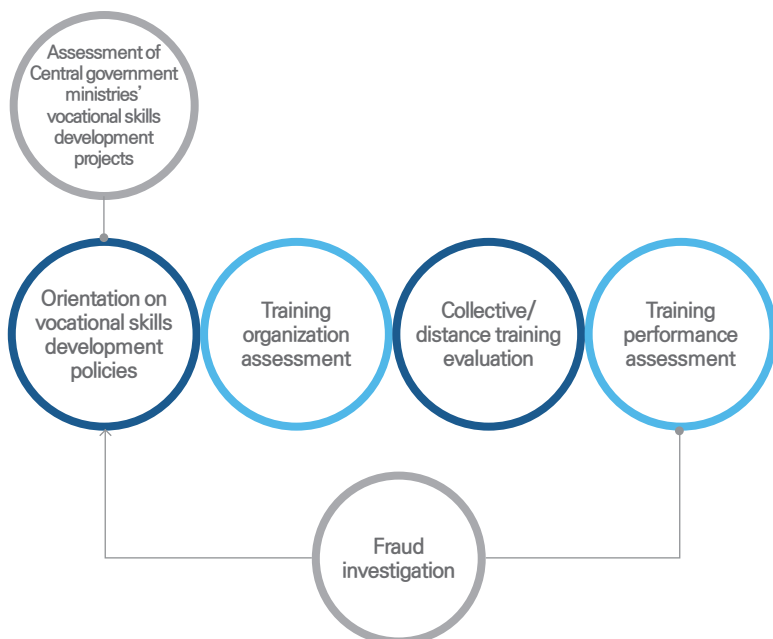 Assessment of
Central government
ministries'
vocational skills
development
projects
Orientation on
vocational skills
development
policies
Training
organization
assessment
Collective/
distance training
evaluation
Training
performance
assessment
Fraud
investigation